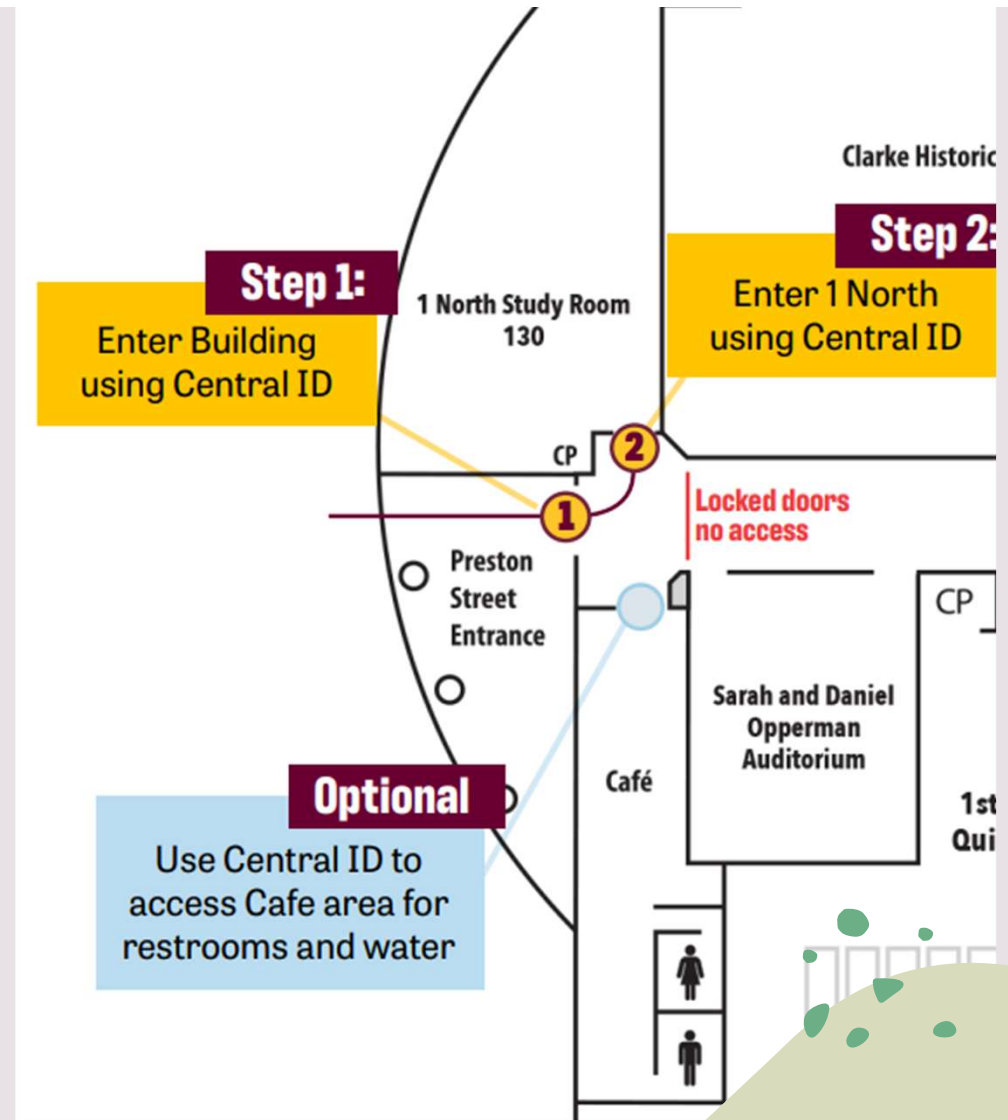 Clarke Historic
Step 2:
Enter 1 North
using Central ID
Step 1:
Enter Building
using Central ID
1 North Study Room
130
CP
2
1
Locked doors
no access
Preston
Street
Entrance
CP
Sarah and Daniel
Opperman
Auditorium
Café
1st
Qui
Optional
Use Central ID to
access Cafe area for
restrooms and water